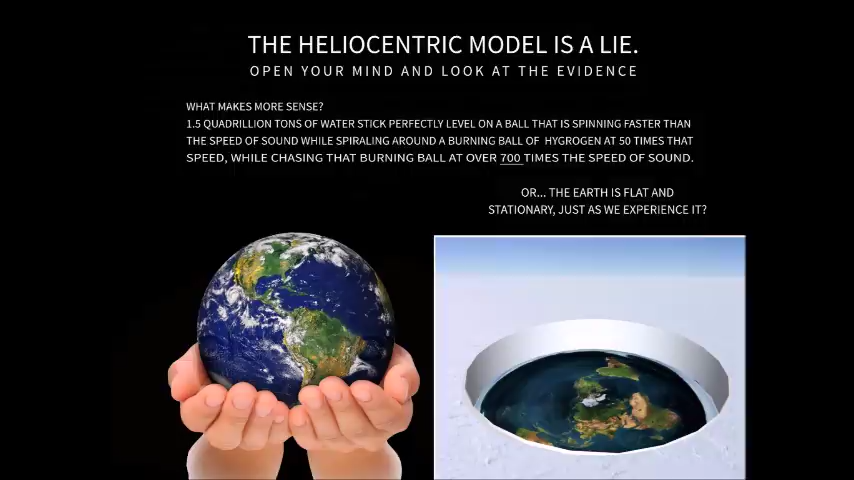 THE HELIOCENTRIC MODEL IS A LIE.
OPEN YOUR MIND AND LOOK AT THE EVIDENCE
WHAT MAKES MORE SENSE?
1.5 QUADRILLION TONS OF WATER STICK PERFECTLY LEVEL ON A BALL THAT IS SPINNING FASTER THAN
THE SPEED OF SOUND WHILE SPIRALING AROUND A BURNING BALL OF HYGROGEN AT 50 TIMES THAT
SPEED, WHILE CHASING THAT BURNING BALL AT OVER 700 TIMES THE SPEED OF SOUND.
OR... THE EARTH IS FLAT AND
STATIONARY, JUST AS WE EXPERIENCE IT?